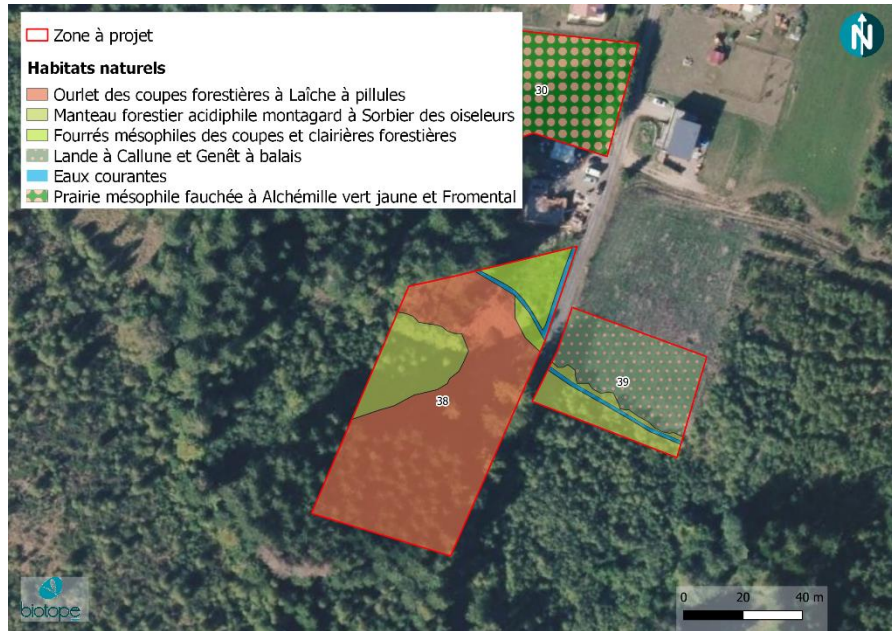 Zone à projet
Habitats naturels
Ourlet des coupes forestières à Laîche à pillules
Manteau forestier acidiphile montagard à Sorbier des oiseleurs
Fourrés mésophiles des coupes et clairières forestières
Lande à Callune et Genêt à balais
Eaux courantes
Prairie mésophile fauchée à Alchémille vert jaune et Fromental
N
30
39
38
biotope
0 20 40 m